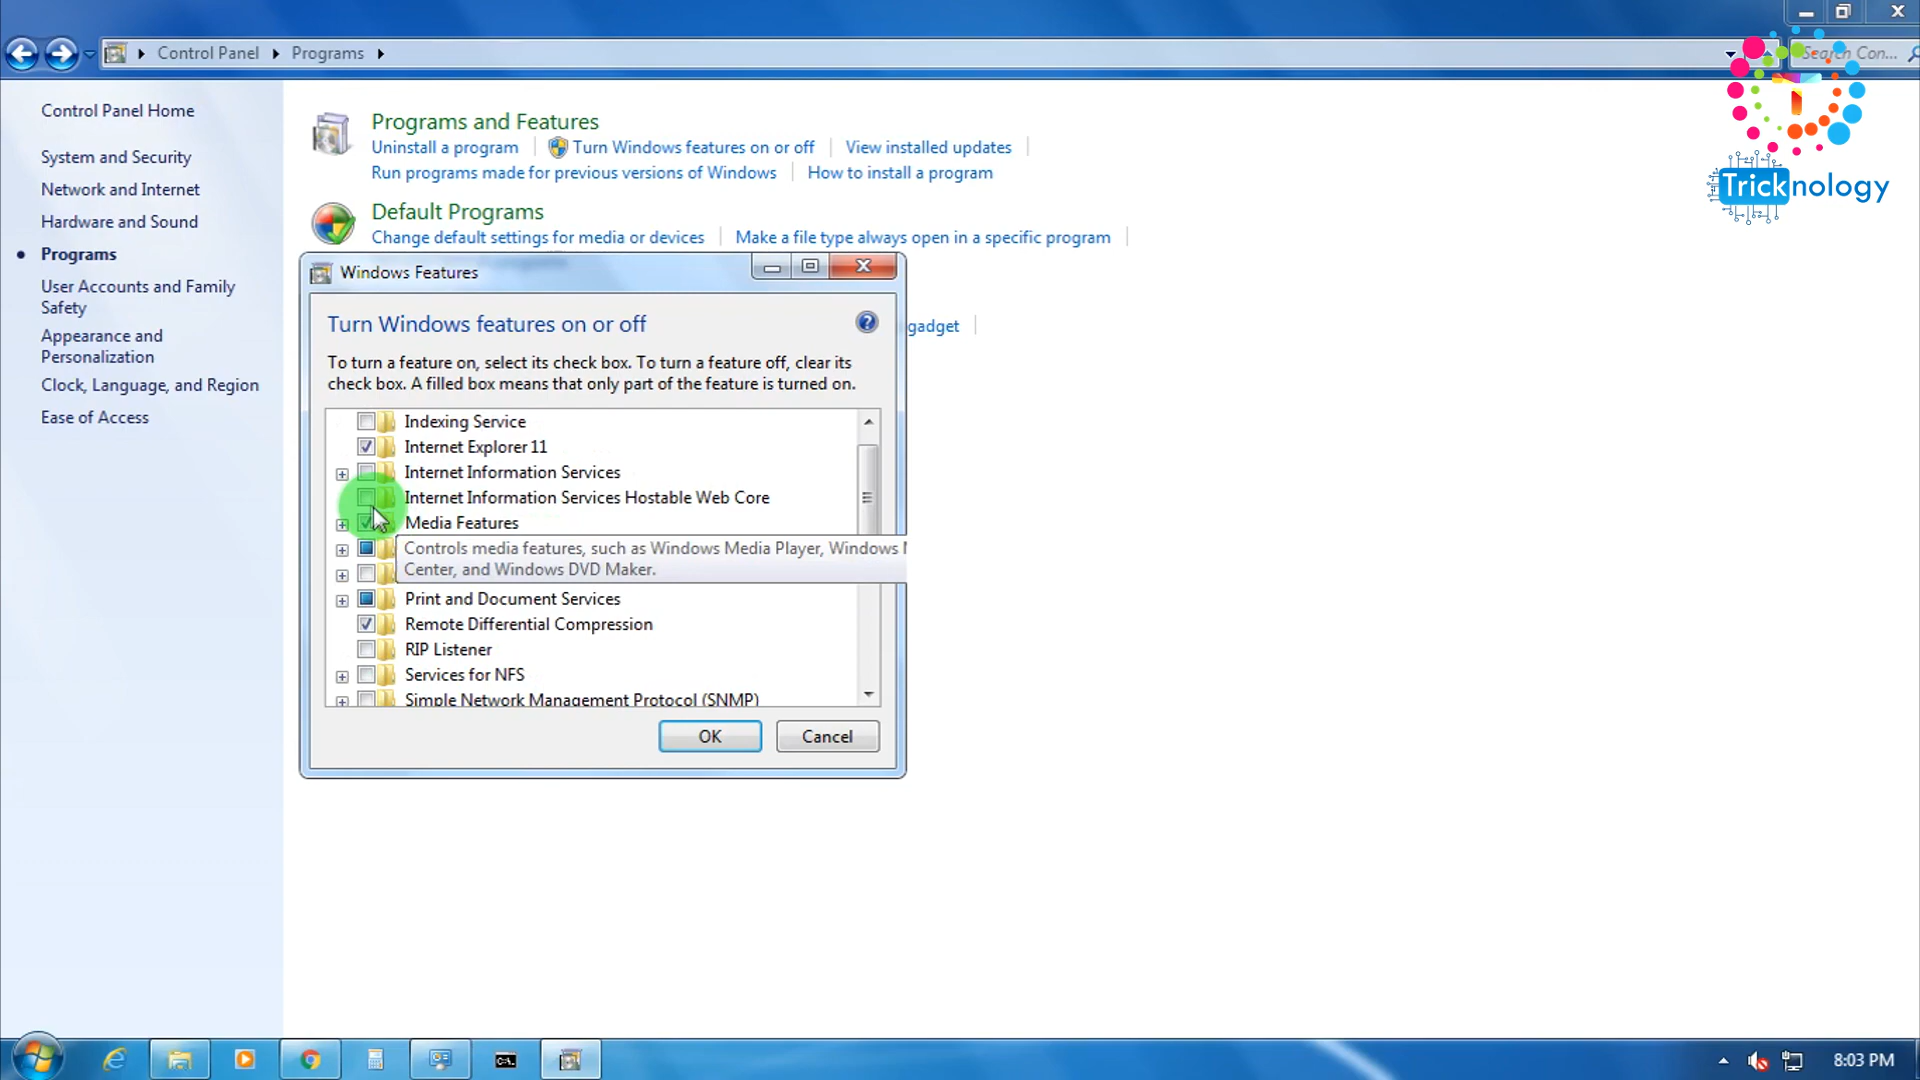 Control Panel
Programs
Search Con...
Control Panel Home
System and Security
Network and Internet
Hardware and Sound
Programs
User Accounts and Family
Safety
Appearance and
Personalization
Clock, Language, and Region
Ease of Access
Programs and Features
Uninstall a program
Turn Windows features on or off
View installed updates
Run programs made for previous versions of Windows
How to install a program
Default Programs
Change default settings for media or devices
Make a file type always open in a specific program
gadget
Tricknology
Windows Features
Turn Windows features on or off
To turn a feature on, select its check box. To turn a feature off, clear its
check box. A filled box means that only part of the feature is turned on.
Indexing Service
Internet Explorer 11
Internet Information Services
Internet Information Services Hostable Web Core
Media Features
Controls media features, such as Windows Media Player, Windows
Center, and Windows DVD Maker.
Print and Document Services
Remote Differential Compression
RIP Listener
Services for NFS
Simple Network Management Protocol (SNMP)
OK
Cancel
8:03 PM